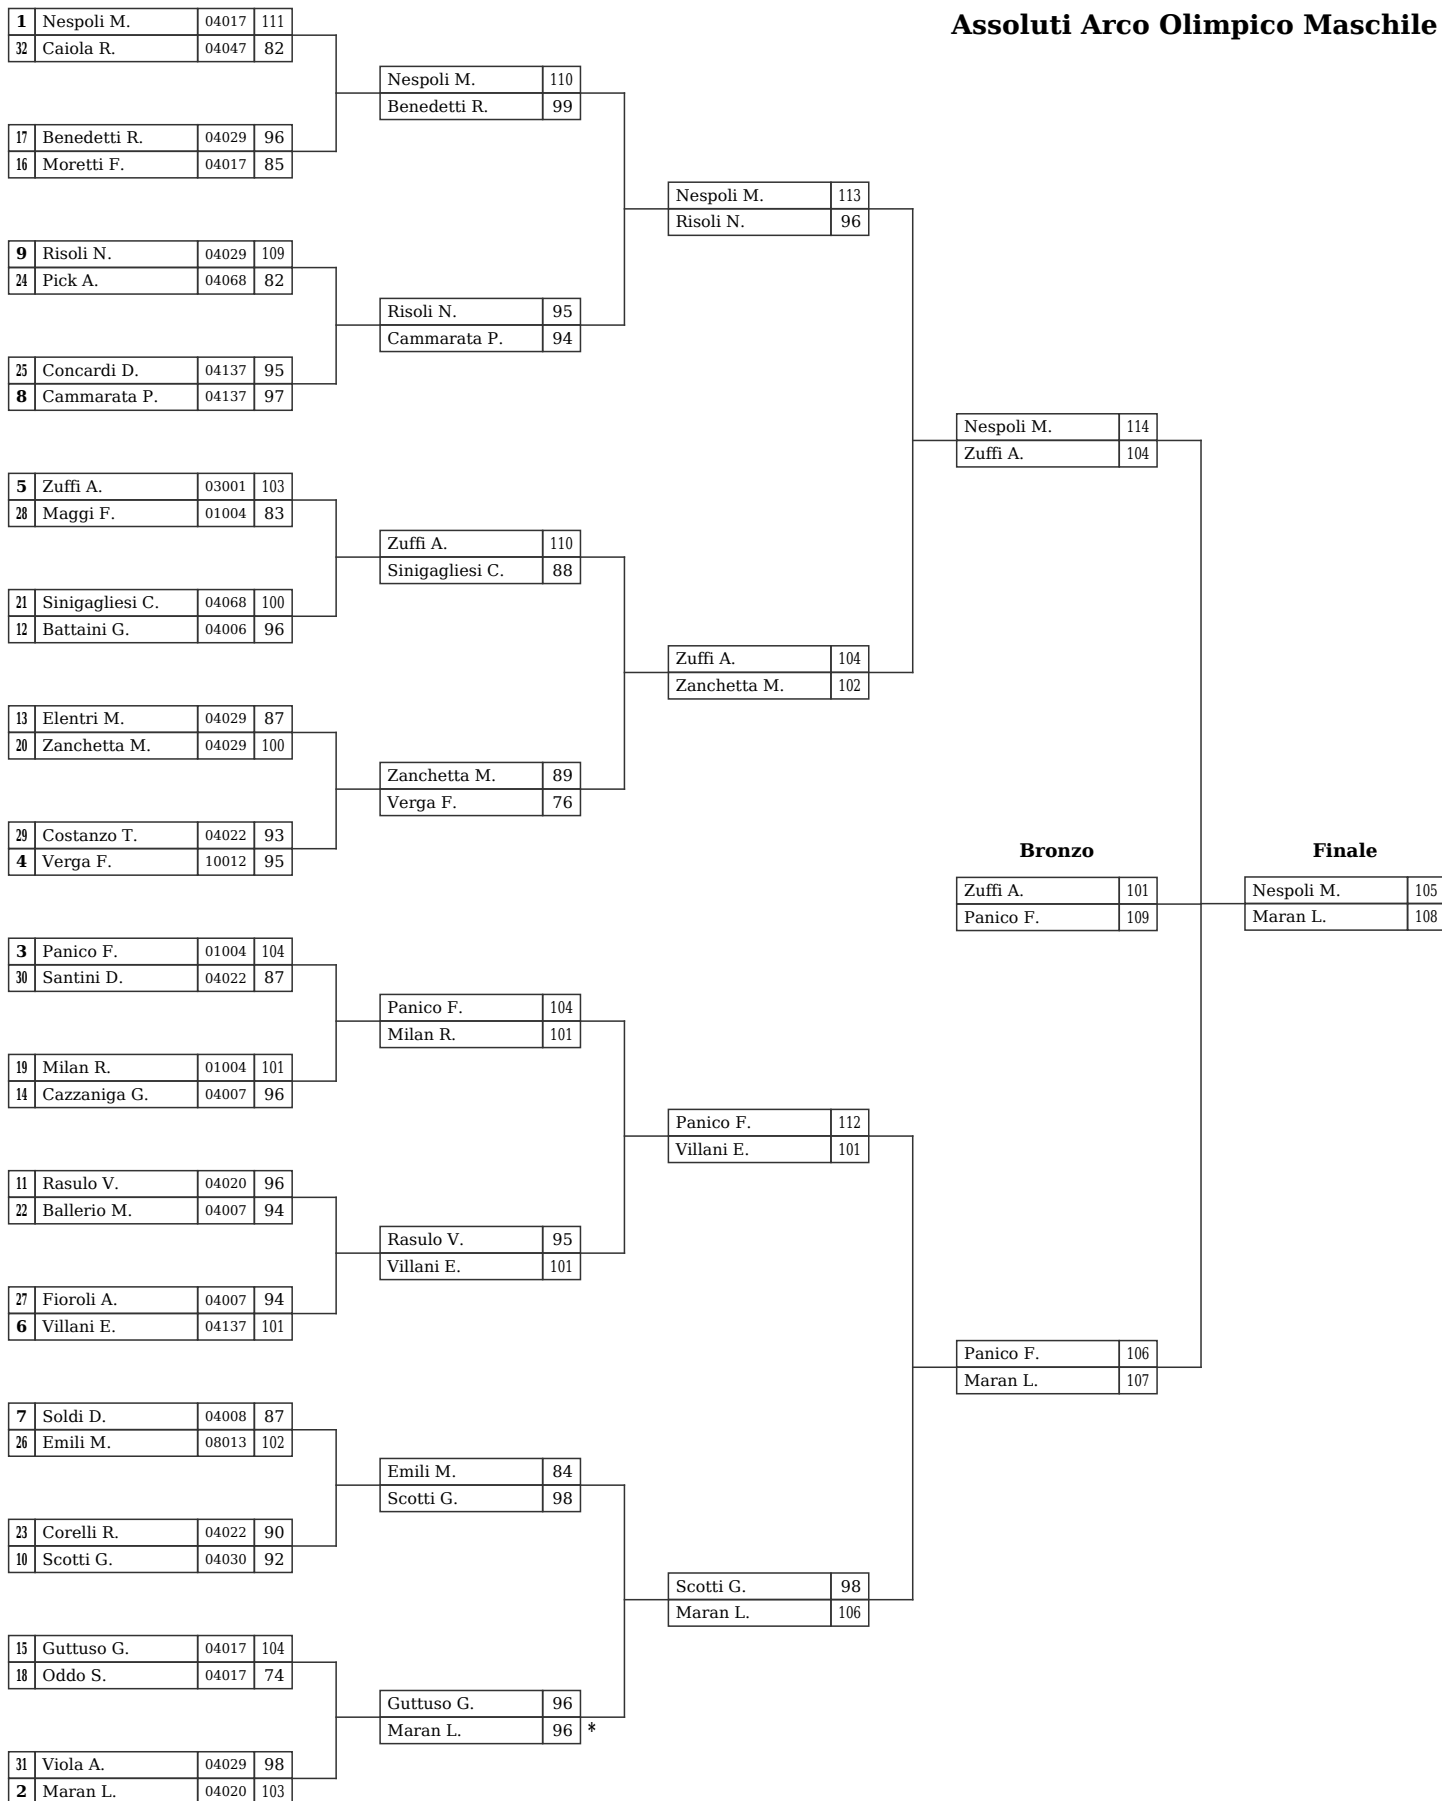 Assoluti Arco Olimpico Maschile
1 Nespoli M. 04017 111
32 Caiola R. 04047 82
17 Benedetti R. 04029 96
16 Moretti F. 04017 85
9 Risoli N. 04029 109
24 Pick A. 04068 82
25 Concardi D. 04137 95
8 Cammarata P. 04137 97
5 Zuffi A. 03001 103
28 Maggi F. 01004 83
21 Sinigagliesi C. 04068 100
12 Battaini G. 04006 96
13 Elentri M. 04029 87
20 Zanchetta M. 04029 100
29 Costanzo T. 04022 93
4 Verga F. 10012 95
3 Panico F. 01004 104
30 Santini D. 04022 87
19 Milan R. 01004 101
14 Cazzaniga G. 04007 96
11 Rasulo V. 04020 96
22 Ballerio M. 04007 94
27 Fioroli A. 04007 94
6 Villani E. 04137 101
7 Soldi D. 04008 87
26 Emili M. 08013 102
23 Corelli R. 04022 90
10 Scotti G. 04030 92
15 Guttuso G. 04017 104
18 Oddo S. 04017 74
31 Viola A. 04029 98
2 Maran L. 04020 103
Nespoli M. 110
Benedetti R. 99
Risoli N. 95
Cammarata P. 94
Zuffi A. 110
Sinigagliesi C. 88
Zanchetta M. 89
Verga F. 76
Panico F. 104
Milan R. 101
Rasulo V. 95
Villani E. 101
Emili M. 84
Scotti G. 98
Guttuso G. 96
Maran L. 96 *
Nespoli M. 113
Risoli N. 96
Zuffi A. 104
Zanchetta M. 102
Panico F. 112
Villani E. 101
Scotti G. 98
Maran L. 106
Nespoli M. 114
Zuffi A. 104
Panico F. 106
Maran L. 107
Bronzo
Zuffi A. 101
Panico F. 109
Finale
Nespoli M. 105
Maran L. 108